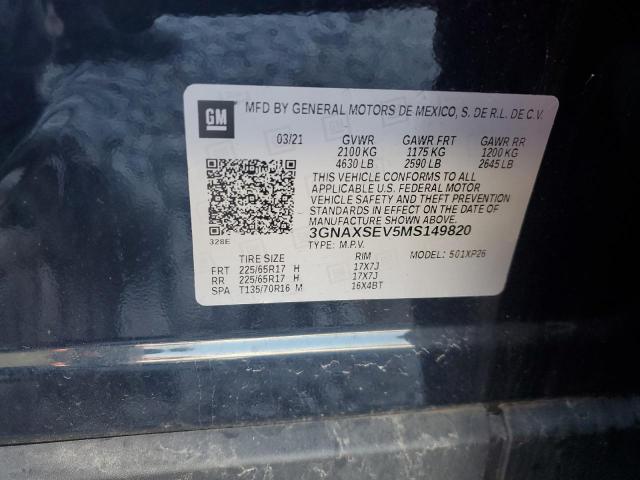 GM
MFD BY GENERAL MOTORS DE MEXICO, S. DE R.L. DE C.V.
03/21 GVWR GAWR FRT GAWR RR
2100 KG 1175 KG 1200 KG
4630 LB 2590 LB 2645 LB
THIS VEHICLE CONFORMS TO ALL
APPLICABLE U.S. FEDERAL MOTOR
VEHICLE SAFETY AND THEFT PREVENTION
STANDARDS IN EFFECT ON THE DATE OF
MANUFACTURE SHOWN ABOVE.
328E 3GNAXSEV5MS149820
TYPE: M.P.V. MODEL: 501XP26
TIRE SIZE RIM
FRT 225/65R17 H 17X7J
RR 225/65R17 H 17X7J
SPA T135/70R16 M 16X4BT